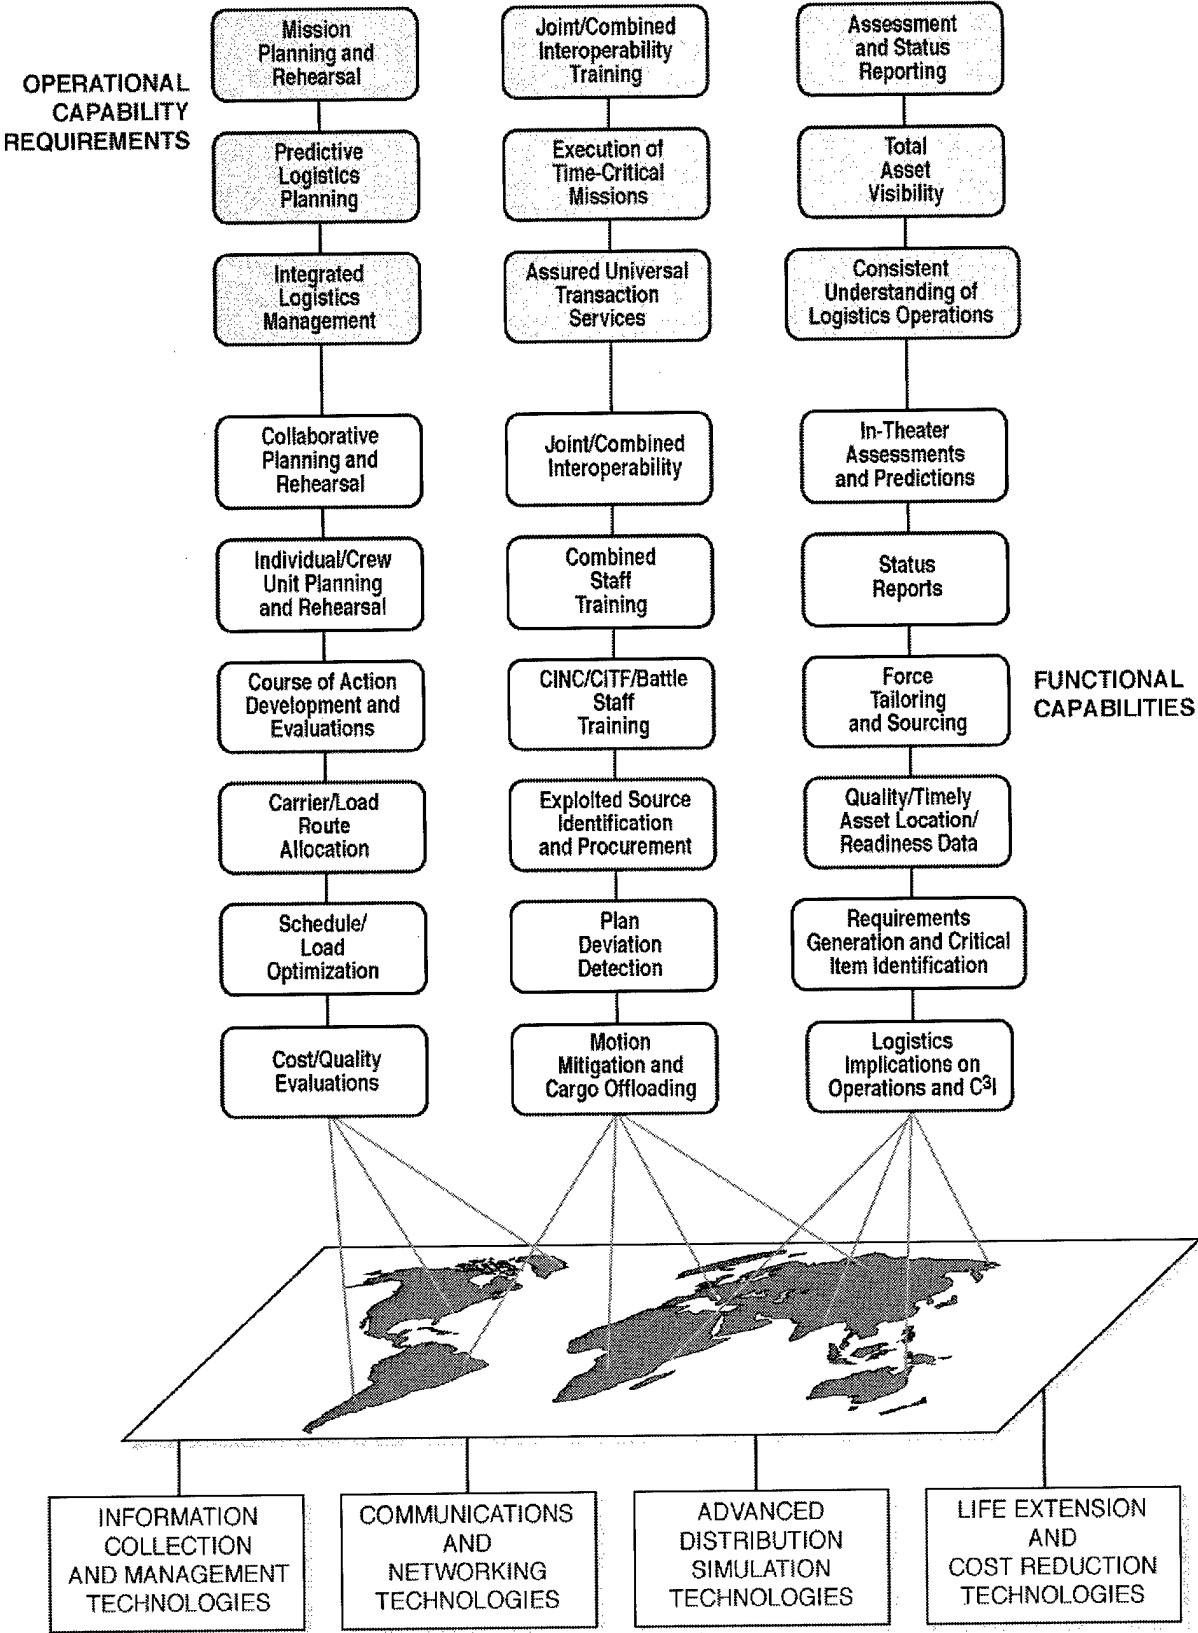 OPERATIONAL
CAPABILITY
REQUIREMENTS
Mission
Planning and
Rehearsal
Predictive
Logistics
Planning
Integrated
Logistics
Management
Collaborative
Planning and
Rehearsal
Individual/Crew
Unit Planning
and Rehearsal
Course of Action
Development and
Evaluations
Carrier/Load
Route
Allocation
Schedule/
Load
Optimization
Cost/Quality
Evaluations
Joint/Combined
Interoperability
Training
Execution of
Time-Critical
Missions
Assured Universal
Transaction
Services
Joint/Combined
Interoperability
Combined
Staff
Training
CINC/CITF/Battle
Staff
Training
Exploited Source
Identification
and Procurement
Plan
Deviation
Detection
Motion
Mitigation and
Cargo Offloading
Assessment
and Status
Reporting
Total
Asset
Visibility
Consistent
Understanding of
Logistics Operations
In-Theater
Assessments
and Predictions
Status
Reports
Force
Tailoring
and Sourcing
Quality/Timely
Asset Location/
Readiness Data
Requirements
Generation and Critical
Item Identification
Logistics
Implications on
Operations and C³I
FUNCTIONAL
CAPABILITIES
INFORMATION
COLLECTION
AND MANAGEMENT
TECHNOLOGIES
COMMUNICATIONS
AND
NETWORKING
TECHNOLOGIES
ADVANCED
DISTRIBUTION
SIMULATION
TECHNOLOGIES
LIFE EXTENSION
AND
COST REDUCTION
TECHNOLOGIES